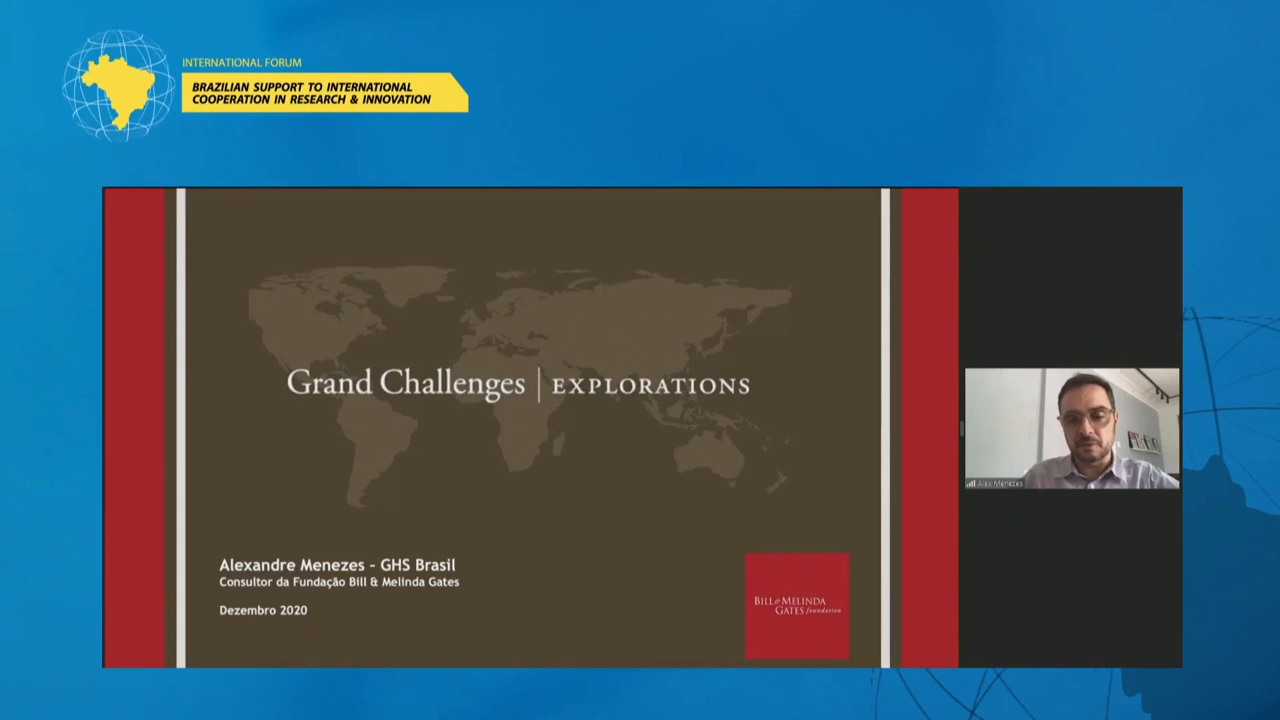 INTERNATIONAL FORUM
BRAZILIAN SUPPORT TO INTERNATIONAL
COOPERATION IN RESEARCH & INNOVATION
Grand Challenges | EXPLORATIONS
Alex Menezes
Alexandre Menezes - GHS Brasil
Consultor da Fundação Bill & Melinda Gates
Dezembro 2020
BILL & MELINDA
GATES foundation